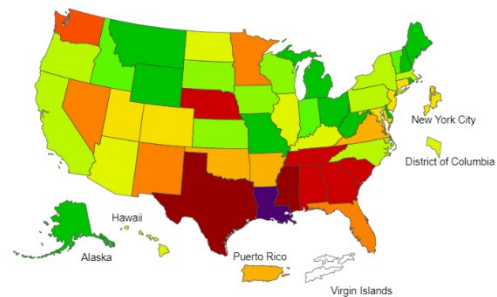 New York City
District of Columbia
Hawaii
Alaska
Puerto Rico
Virgin Islands